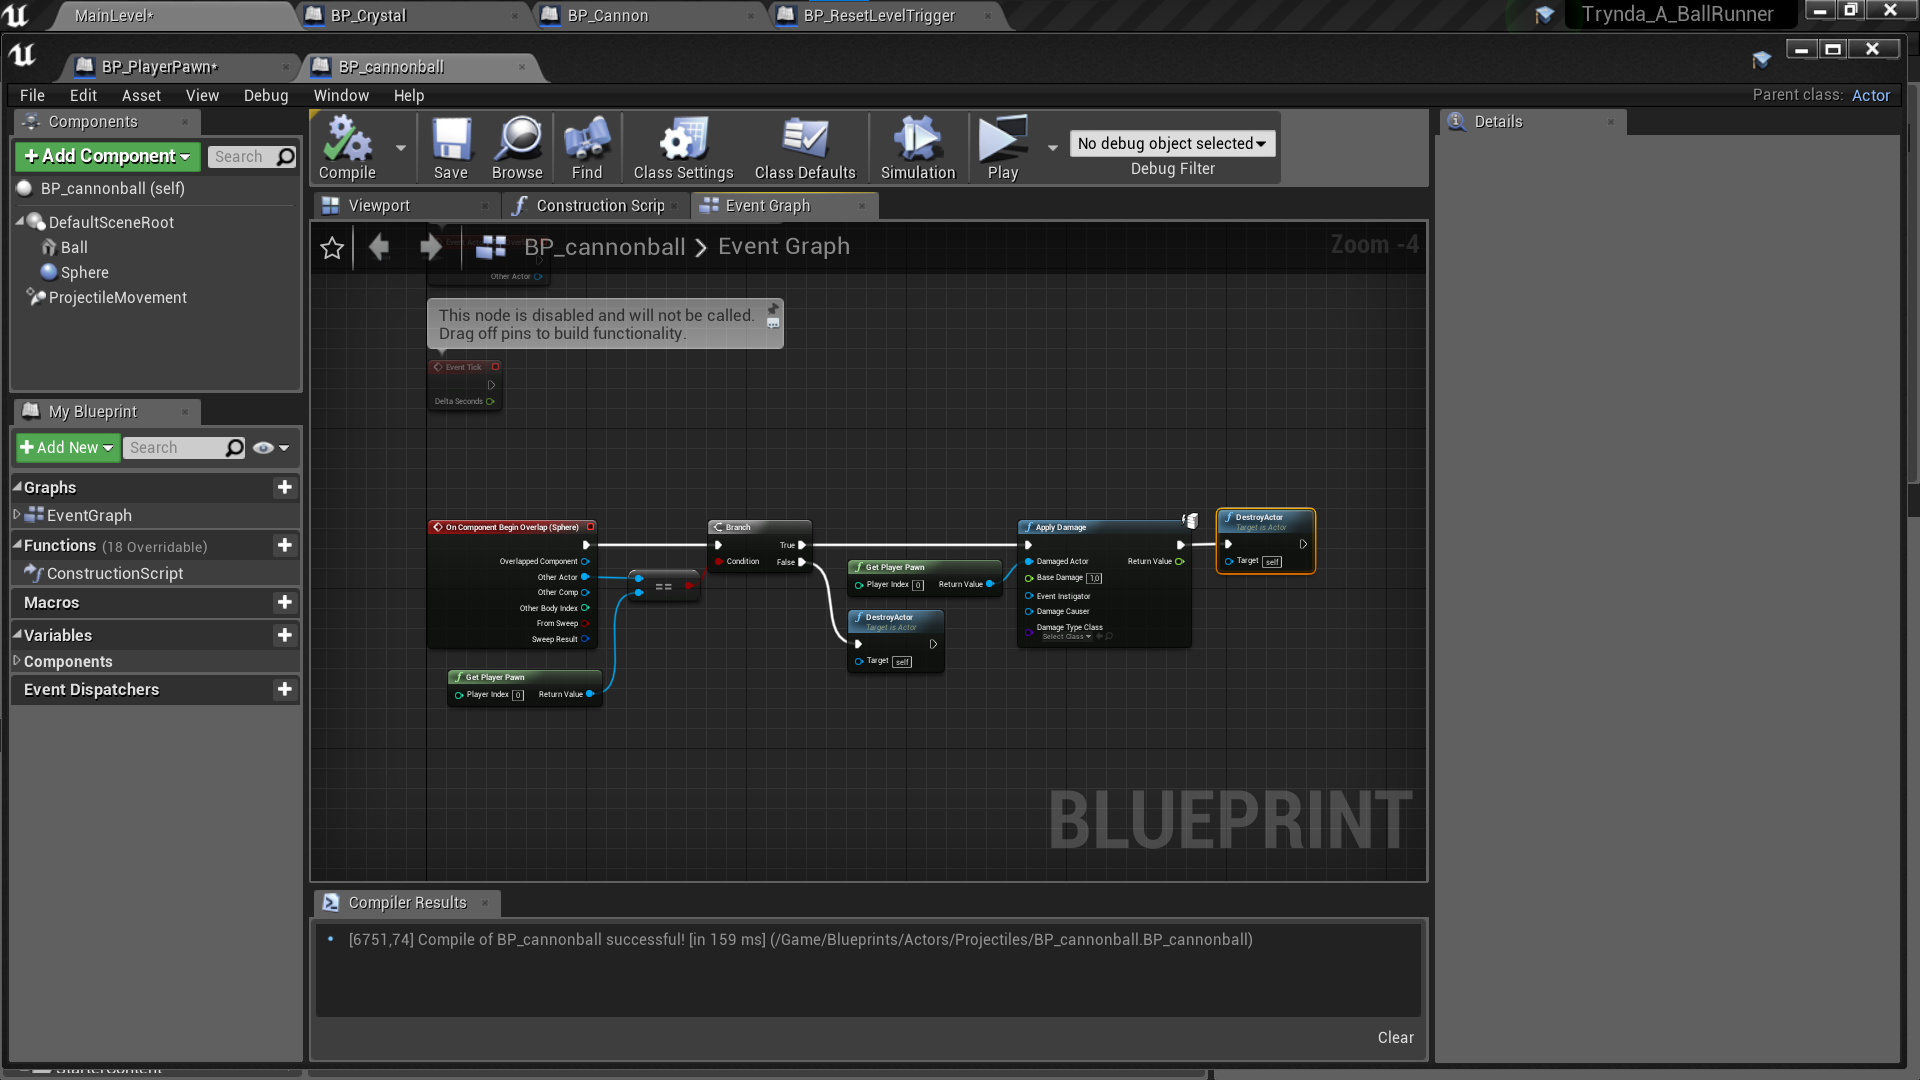 MainLevel*
BP_Crystal
BP_Cannon
BP_ResetLevelTrigger
Trynda_A_BallRunner
BP_PlayerPawn*
BP_cannonball
File Edit Asset View Debug Window Help
Parent class: Actor
Components
Add Component
Search
BP_cannonball (self)
DefaultSceneRoot
Ball
Sphere
ProjectileMovement
My Blueprint
Add New
Search
Graphs
EventGraph
Functions (18 Overridable)
ConstructionScript
Macros
Variables
Components
Event Dispatchers
Compile
Save
Browse
Find
Class Settings
Class Defaults
Simulation
Play
No debug object selected
Debug Filter
Viewport
Construction Scrip
Event Graph
BP_cannonball > Event Graph
Zoom -4
Other Actor
This node is disabled and will not be called.
Drag off pins to build functionality.
Event Tick
Delta Seconds
On Component Begin Overlap (Sphere)
Overlapped Component
Other Actor
Other Comp
Other Body Index
From Sweep
Sweep Result
Get Player Pawn
Player Index 0 Return Value
==
Branch
True
Condition False
Get Player Pawn
Player Index 0 Return Value
DestroyActor
Target is Actor
Target self
Apply Damage
Damaged Actor Return Value
Base Damage 1,0
Event Instigator
Damage Causer
Damage Type Class
Select Class
DestroyActor
Target is Actor
Target self
BLUEPRINT
Compiler Results
[6751,74] Compile of BP_cannonball successful! [in 159 ms] (/Game/Blueprints/Actors/Projectiles/BP_cannonball.BP_cannonball)
Clear
Details
StarterContent